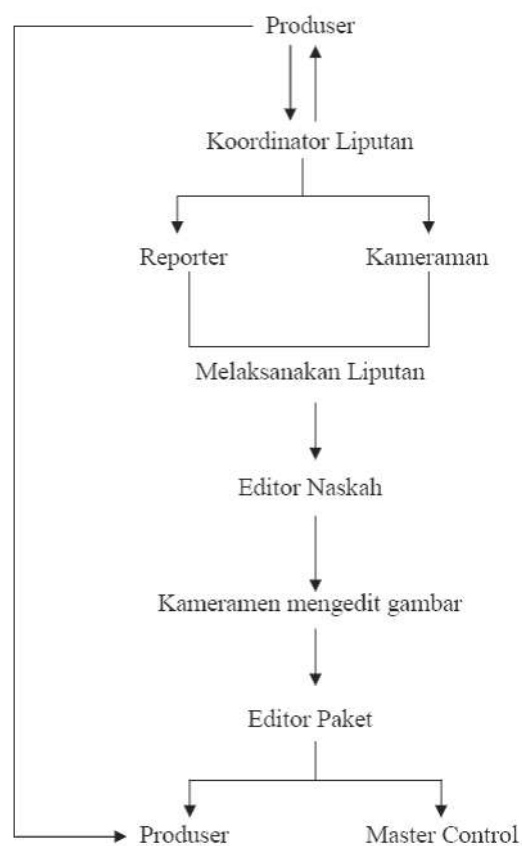 Produser
Koordinator Liputan
Reporter
Kameraman
Melaksanakan Liputan
Editor Naskah
Kameramen mengedit gambar
Editor Paket
Produser
Master Control